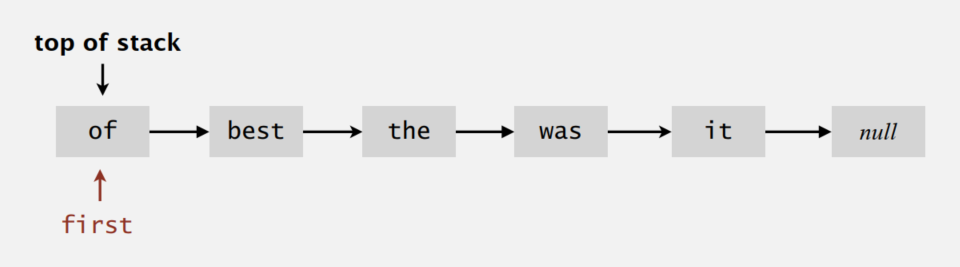 top of stack
of best the was it null
first